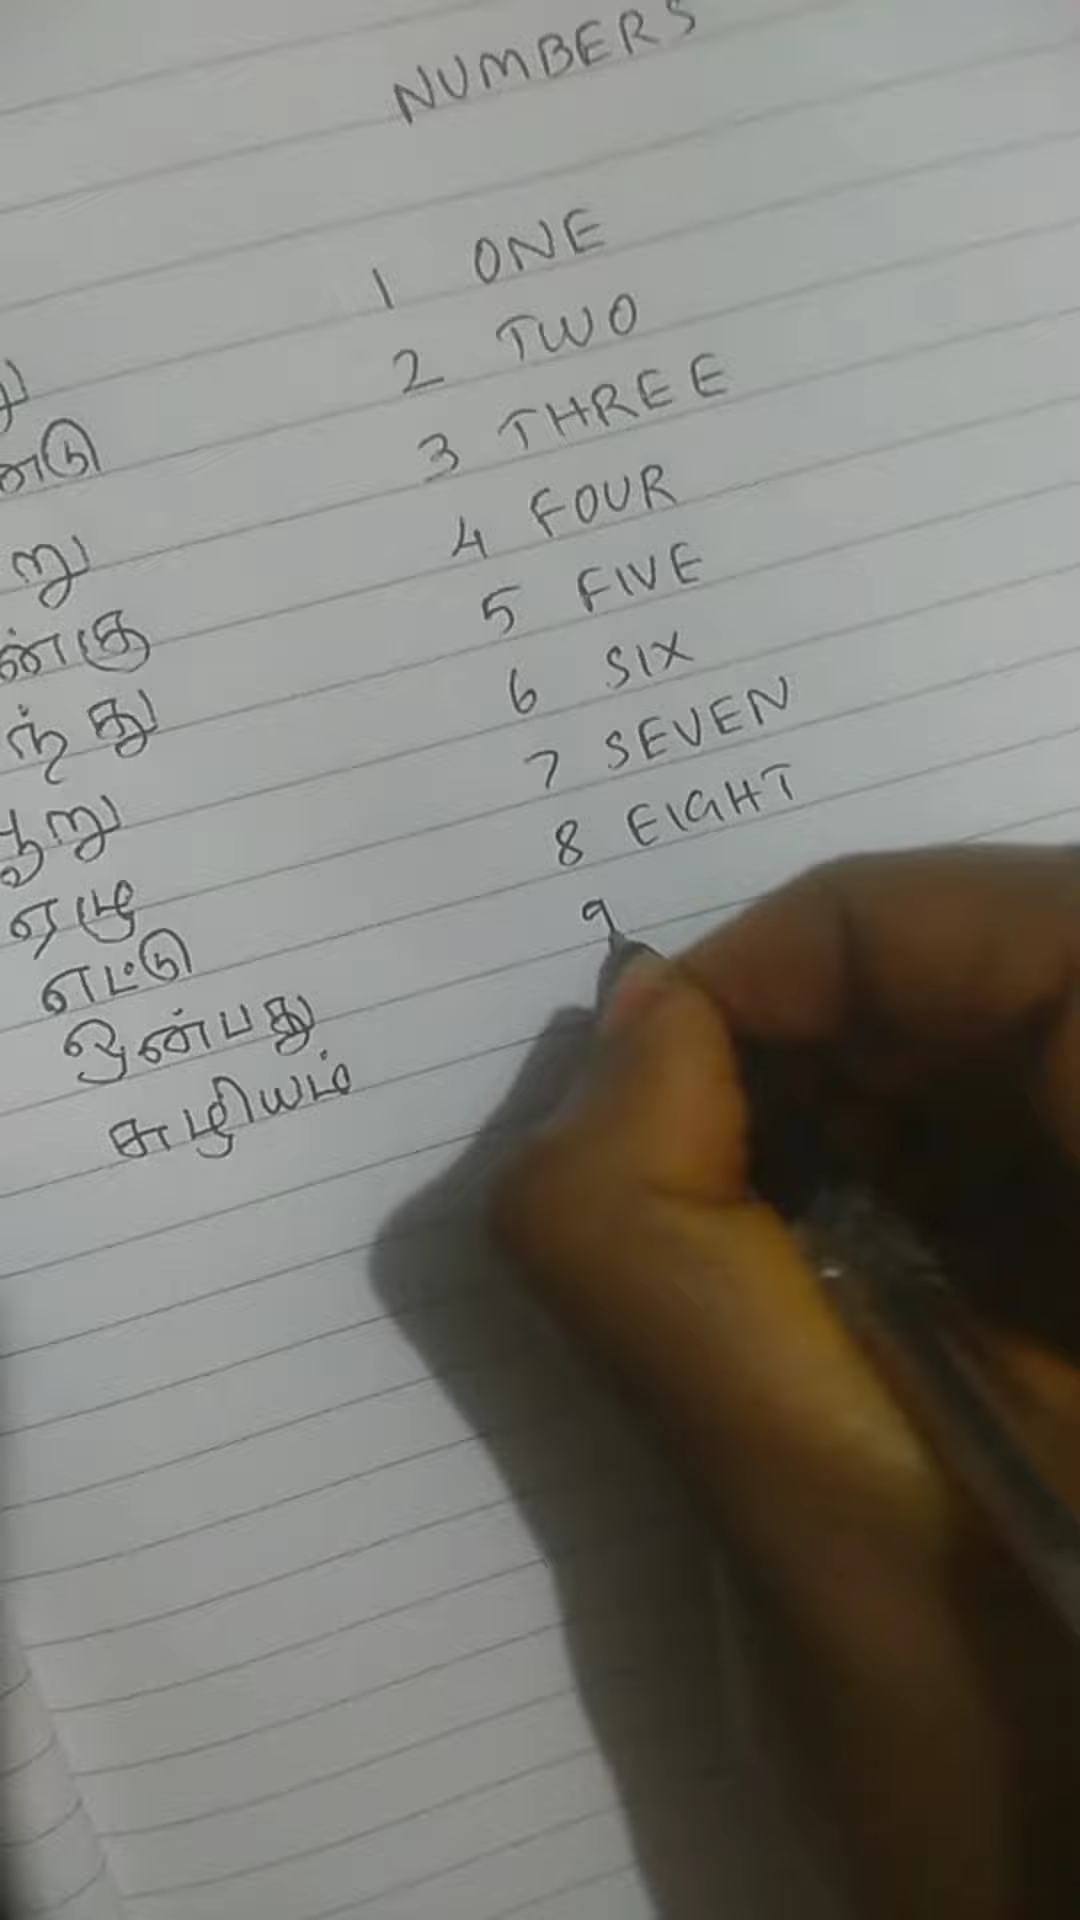 NUMBERS
1 ONE
2 TWO
3 THREE
4 FOUR
5 FIVE
6 SIX
7 SEVEN
8 EIGHT
9
று
ண்டு
று
ன்கு
ந்து
று
ஏழு
எட்டு
ஒன்பது
சுழியம்